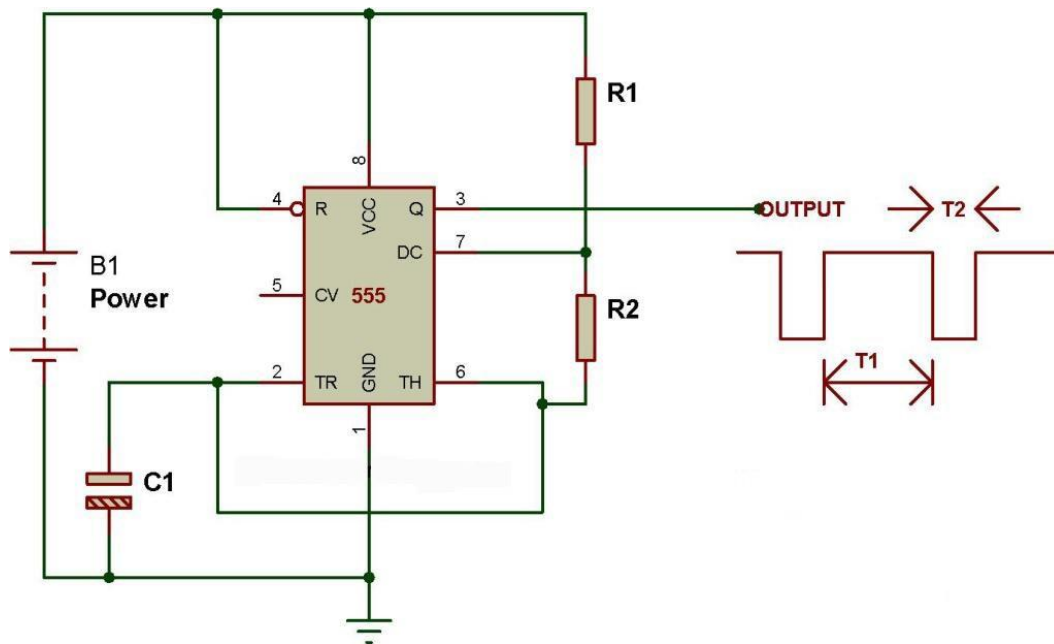 R1
8
4
R
VCC
Q
3
OUTPUT
T2
DC
7
B1
Power
5
CV
555
R2
T1
2
TR
GND
TH
6
1
C1